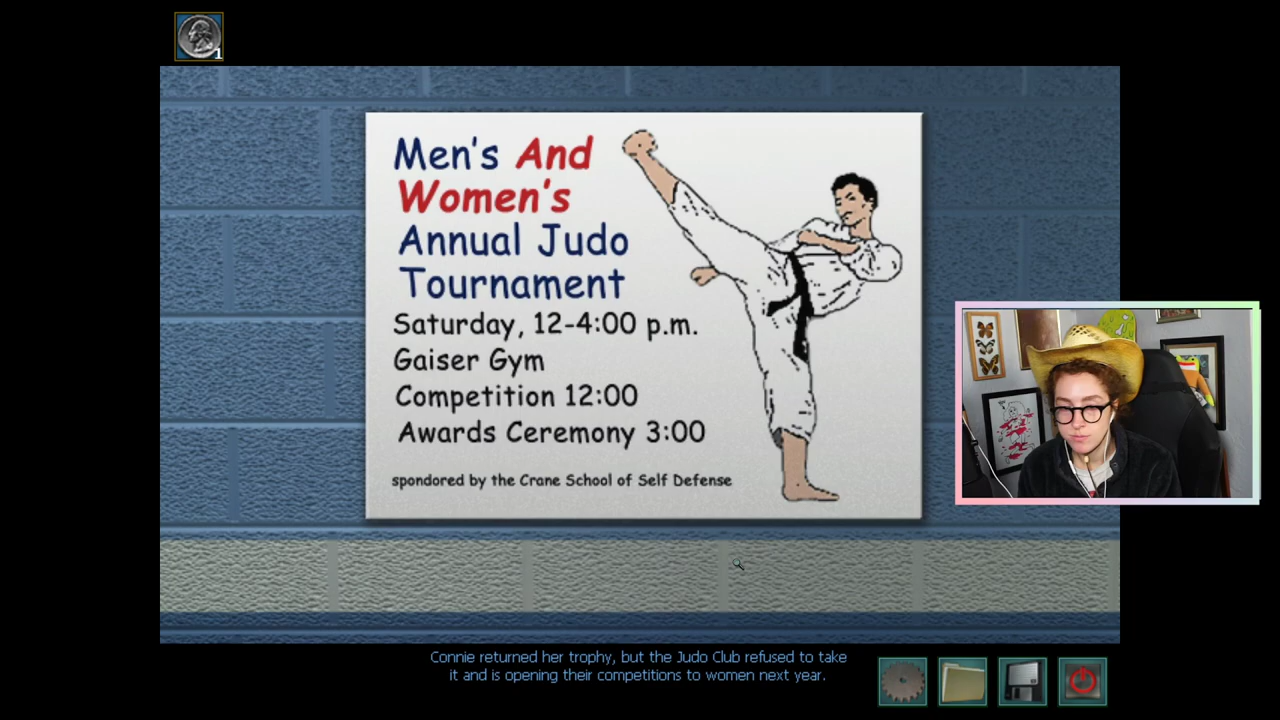 1
Men's And
Women's
Annual Judo
Tournament
Saturday, 12-4:00 p.m.
Gaiser Gym
Competition 12:00
Awards Ceremony 3:00
spondored by the Crane School of Self Defense
Connie returned her trophy, but the Judo Club refused to take
it and is opening their competitions to women next year.